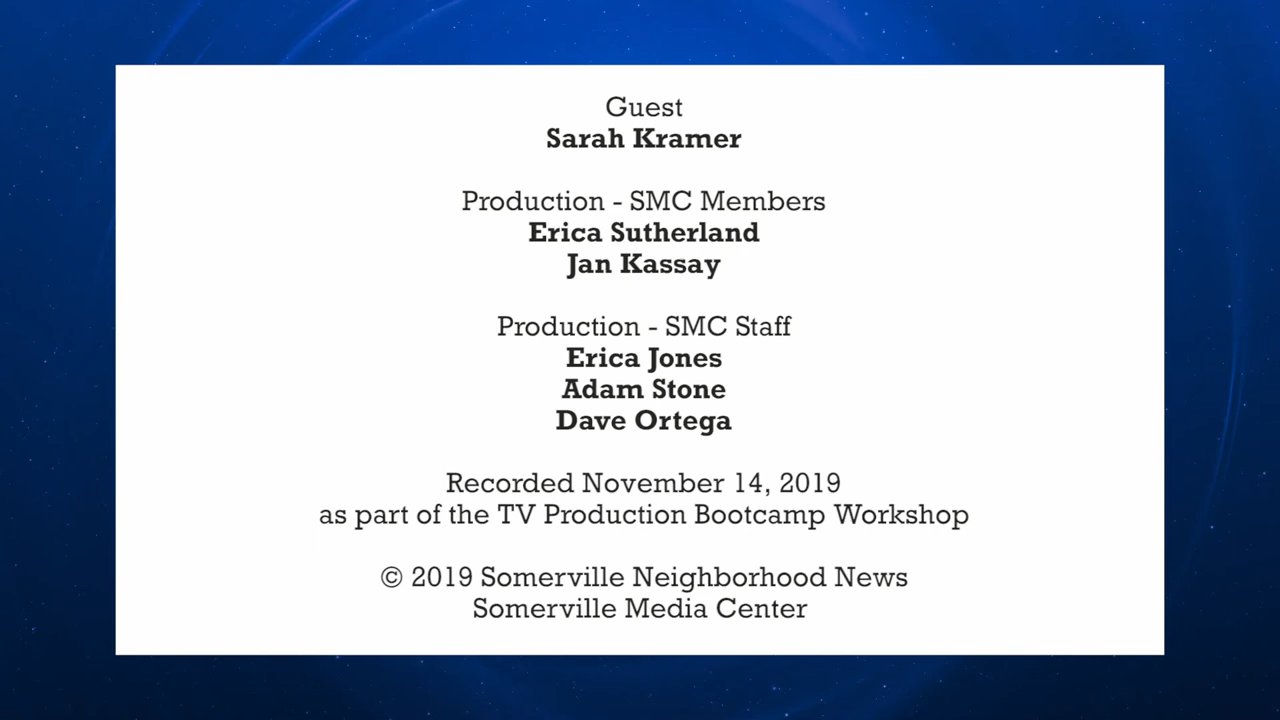 Guest
Sarah Kramer
Production - SMC Members
Erica Sutherland
Jan Kassay
Production - SMC Staff
Erica Jones
Adam Stone
Dave Ortega
Recorded November 14, 2019
as part of the TV Production Bootcamp Workshop
© 2019 Somerville Neighborhood News
Somerville Media Center